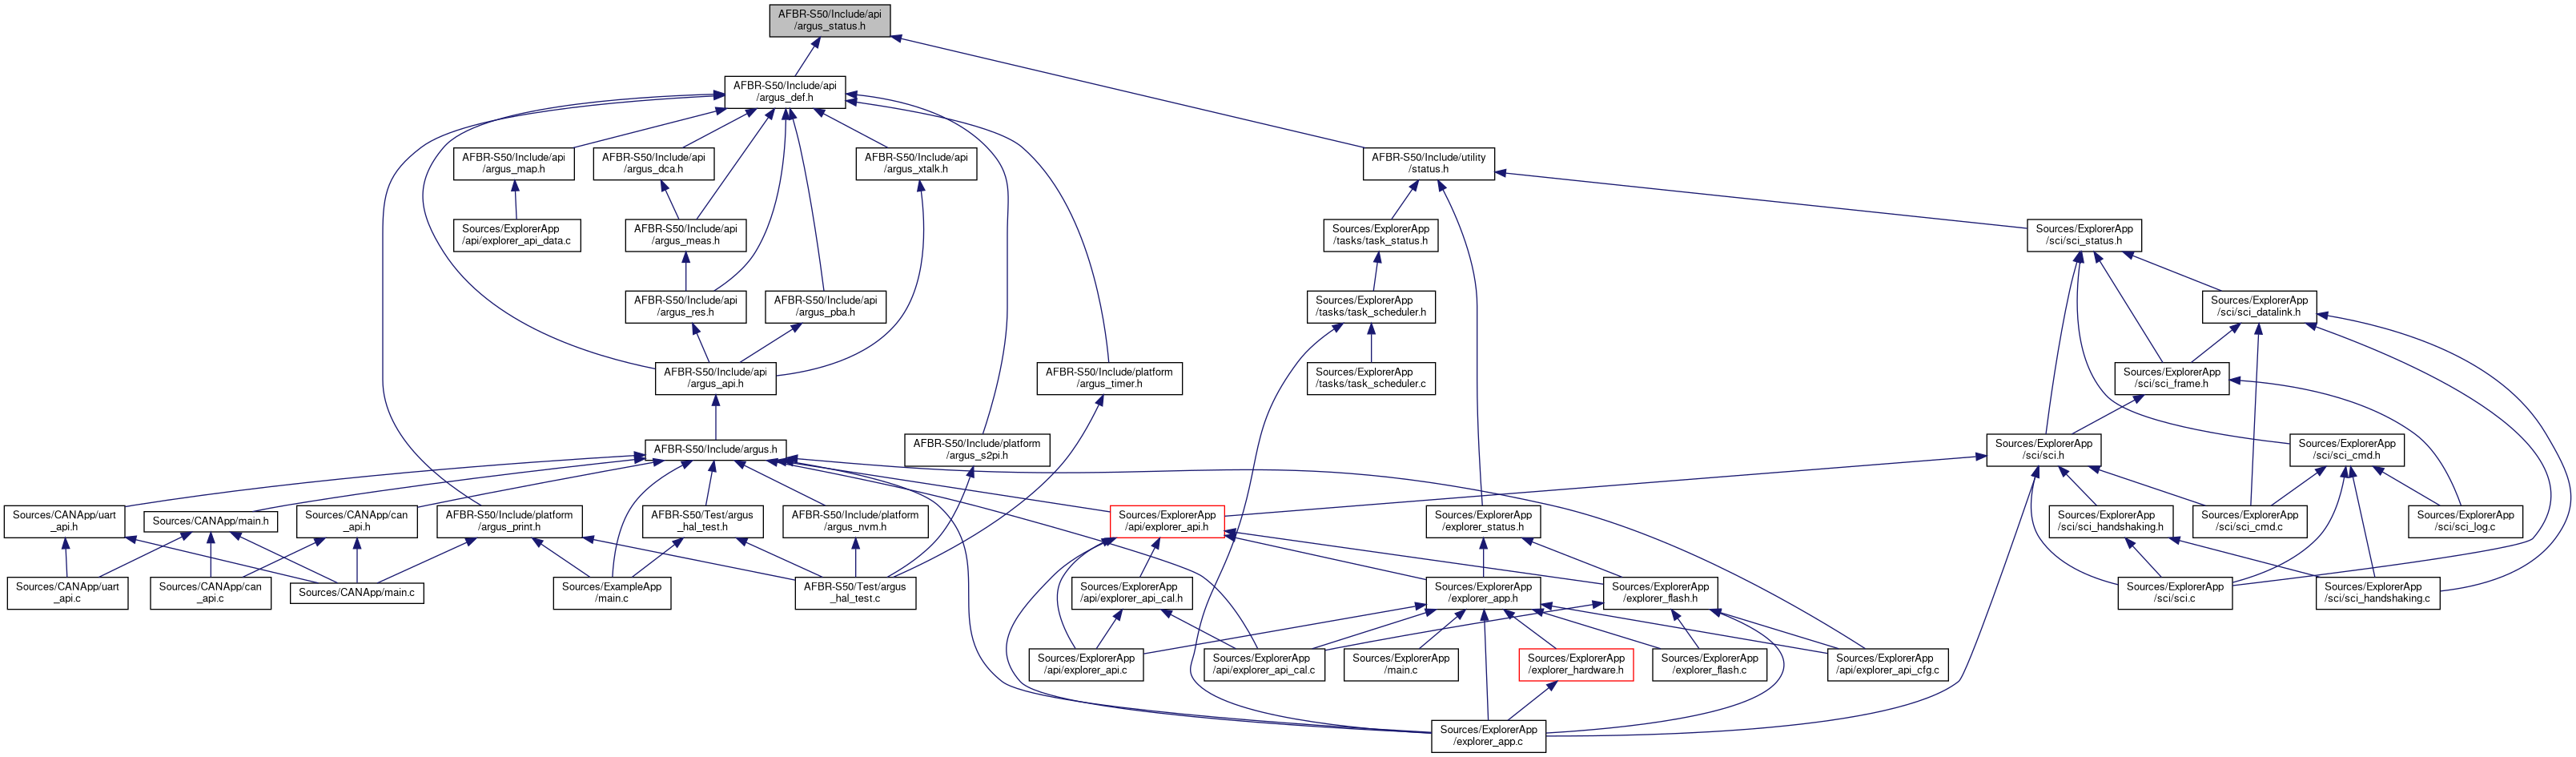 AFBR-S50/Include/api
/argus_status.h
AFBR-S50/Include/api
/argus_def.h
AFBR-S50/Include/api
/argus_map.h
AFBR-S50/Include/api
/argus_dca.h
AFBR-S50/Include/api
/argus_xtalk.h
AFBR-S50/Include/utility
/status.h
Sources/ExplorerApp
/api/explorer_api_data.c
AFBR-S50/Include/api
/argus_meas.h
Sources/ExplorerApp
/tasks/task_status.h
Sources/ExplorerApp
/sci/sci_status.h
AFBR-S50/Include/api
/argus_res.h
AFBR-S50/Include/api
/argus_pba.h
Sources/ExplorerApp
/tasks/task_scheduler.h
Sources/ExplorerApp
/sci/sci_datalink.h
AFBR-S50/Include/api
/argus_api.h
AFBR-S50/Include/platform
/argus_timer.h
Sources/ExplorerApp
/tasks/task_scheduler.c
Sources/ExplorerApp
/sci/sci_frame.h
AFBR-S50/Include/argus.h
AFBR-S50/Include/platform
/argus_s2pi.h
Sources/ExplorerApp
/sci/sci.h
Sources/ExplorerApp
/sci/sci_cmd.h
Sources/CANApp/uart
_api.h
Sources/CANApp/main.h
Sources/CANApp/can
_api.h
AFBR-S50/Include/platform
/argus_print.h
AFBR-S50/Test/argus
_hal_test.h
AFBR-S50/Include/platform
/argus_nvm.h
Sources/ExplorerApp
/api/explorer_api.h
Sources/ExplorerApp
/explorer_status.h
Sources/ExplorerApp
/sci/sci_handshaking.h
Sources/ExplorerApp
/sci/sci_cmd.c
Sources/ExplorerApp
/sci/sci_log.c
Sources/CANApp/uart
_api.c
Sources/CANApp/can
_api.c
Sources/CANApp/main.c
Sources/ExampleApp
/main.c
AFBR-S50/Test/argus
_hal_test.c
Sources/ExplorerApp
/api/explorer_api_cal.h
Sources/ExplorerApp
/explorer_app.h
Sources/ExplorerApp
/explorer_flash.h
Sources/ExplorerApp
/sci/sci.c
Sources/ExplorerApp
/sci/sci_handshaking.c
Sources/ExplorerApp
/api/explorer_api.c
Sources/ExplorerApp
/api/explorer_api_cal.c
Sources/ExplorerApp
/main.c
Sources/ExplorerApp
/explorer_hardware.h
Sources/ExplorerApp
/explorer_flash.c
Sources/ExplorerApp
/api/explorer_api_cfg.c
Sources/ExplorerApp
/explorer_app.c